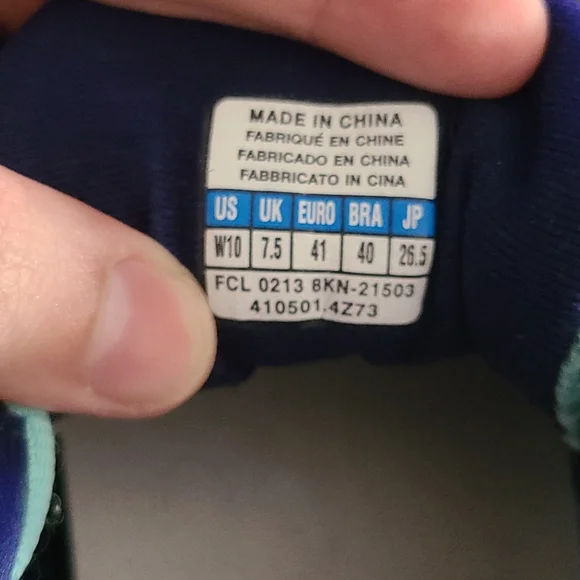 MADE IN CHINA
FABRIQUÉ EN CHINE
FABRICADO EN CHINA
FABBRICATO IN CINA
US UK EURO BRA JP
W10 7.5 41 40 26.5
FCL 0213 8KN-21503
410501.4Z73